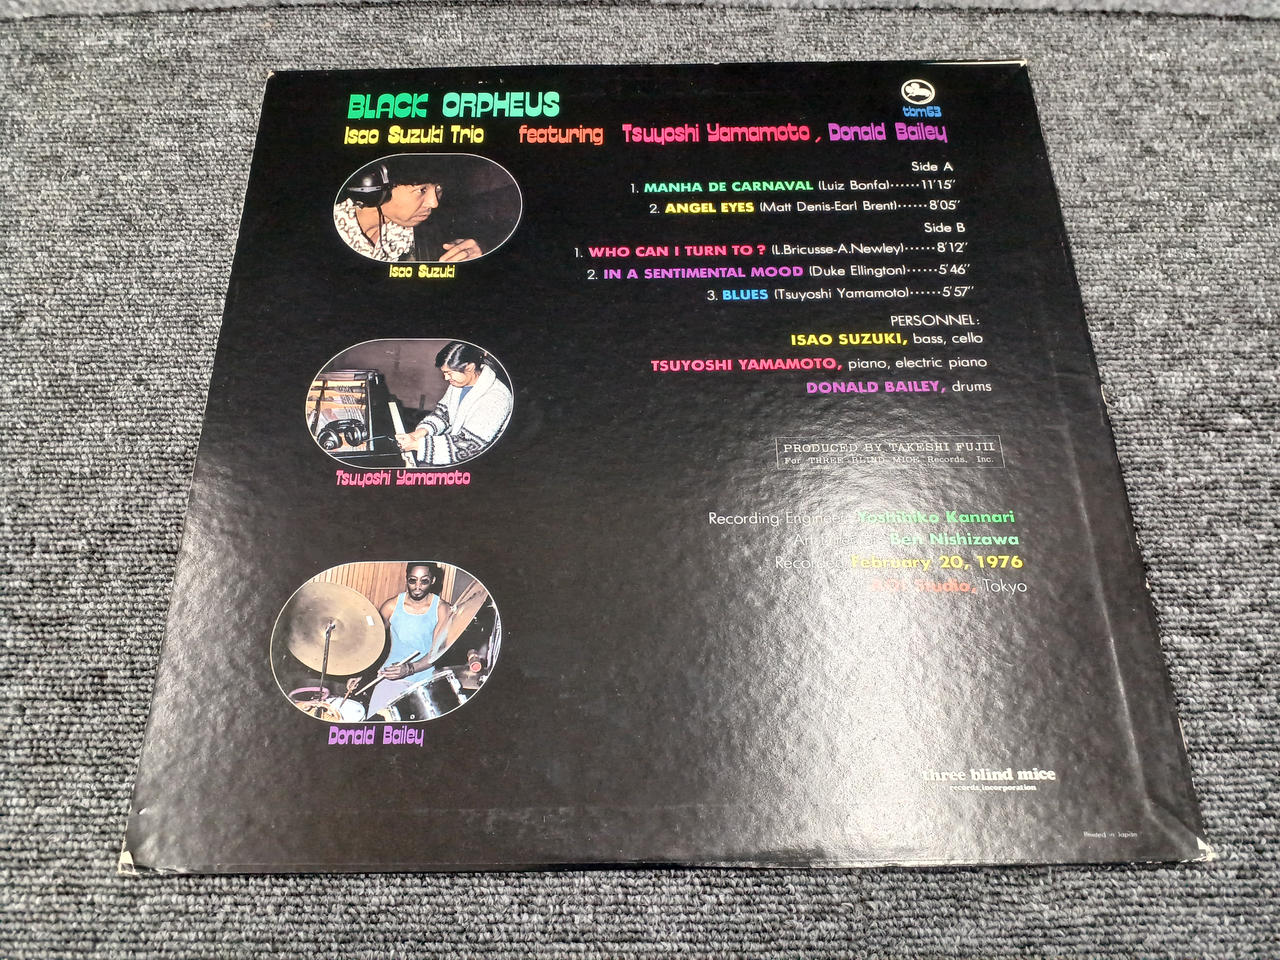 BLACK ORPHEUS
tbm63
Isao Suzuki Trio featuring Tsuyoshi Yamamoto, Donald Bailey
Side A
1. MANHA DE CARNAVAL (Luiz Bonfa)······11'15"
2. ANGEL EYES (Matt Denis-Earl Brent)······8'05"
Side B
1. WHO CAN I TURN TO ? (L.Bricusse-A.Newley)······8'12"
2. IN A SENTIMENTAL MOOD (Duke Ellington)······5'46"
3. BLUES (Tsuyoshi Yamamoto)······5'57"
Isao Suzuki
PERSONNEL:
ISAO SUZUKI, bass, cello
TSUYOSHI YAMAMOTO, piano, electric piano
DONALD BAILEY, drums
Tsuyoshi Yamamoto
PRODUCED BY TAKESHI FUJII
For THREE BLIND MICE Records, Inc.
Recording Engineer, Yoshihiko Kannari
Ben Nishizawa
Recorded February 20, 1976
Studio, Tokyo
Donald Bailey
three blind mice
records, incorporation
Printed in Japan